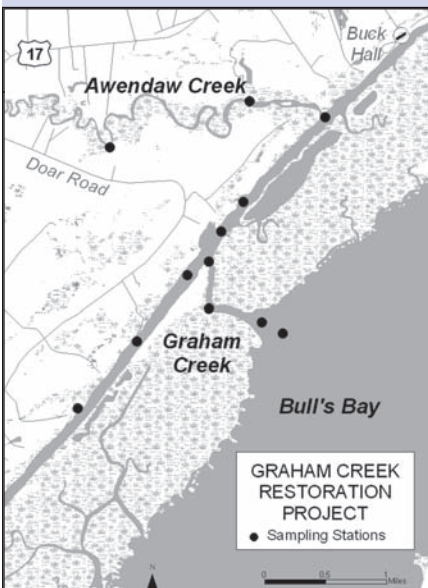 Buck
Hall
17
Awendaw Creek
Doar Road
Graham
Creek
Bull's Bay
GRAHAM CREEK
RESTORATION
PROJECT
Sampling Stations
N
0 0.5 1
Miles